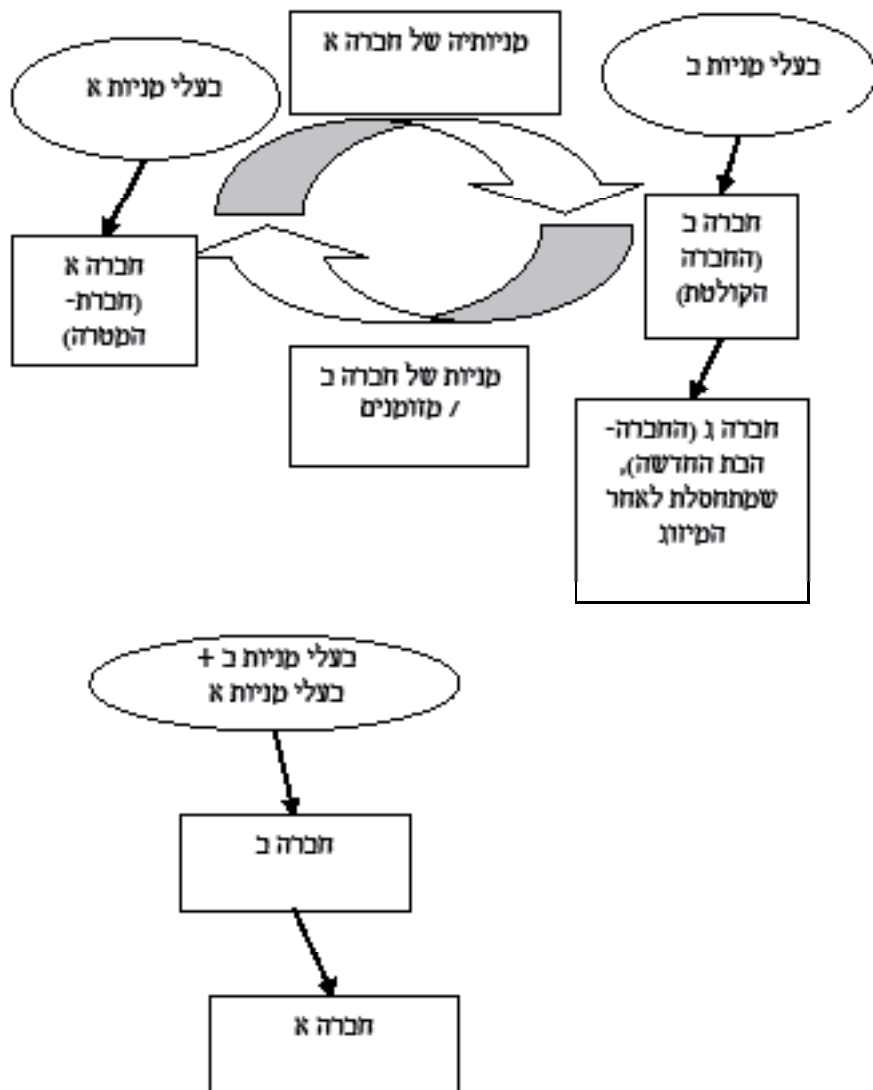 מניותיה של חברה א
בעלי מניות ב
בעלי מניות א
חברה ב
(החברה
הקולטת)
חברה א
(חברת-
המטרה)
מניות של חברה ב
/ מזומנים
חברה ג (החברה-
הבת החדשה),
שמתחסלת לאחר
המיזוג
בעלי מניות ב +
בעלי מניות א
חברה ב
חברה א